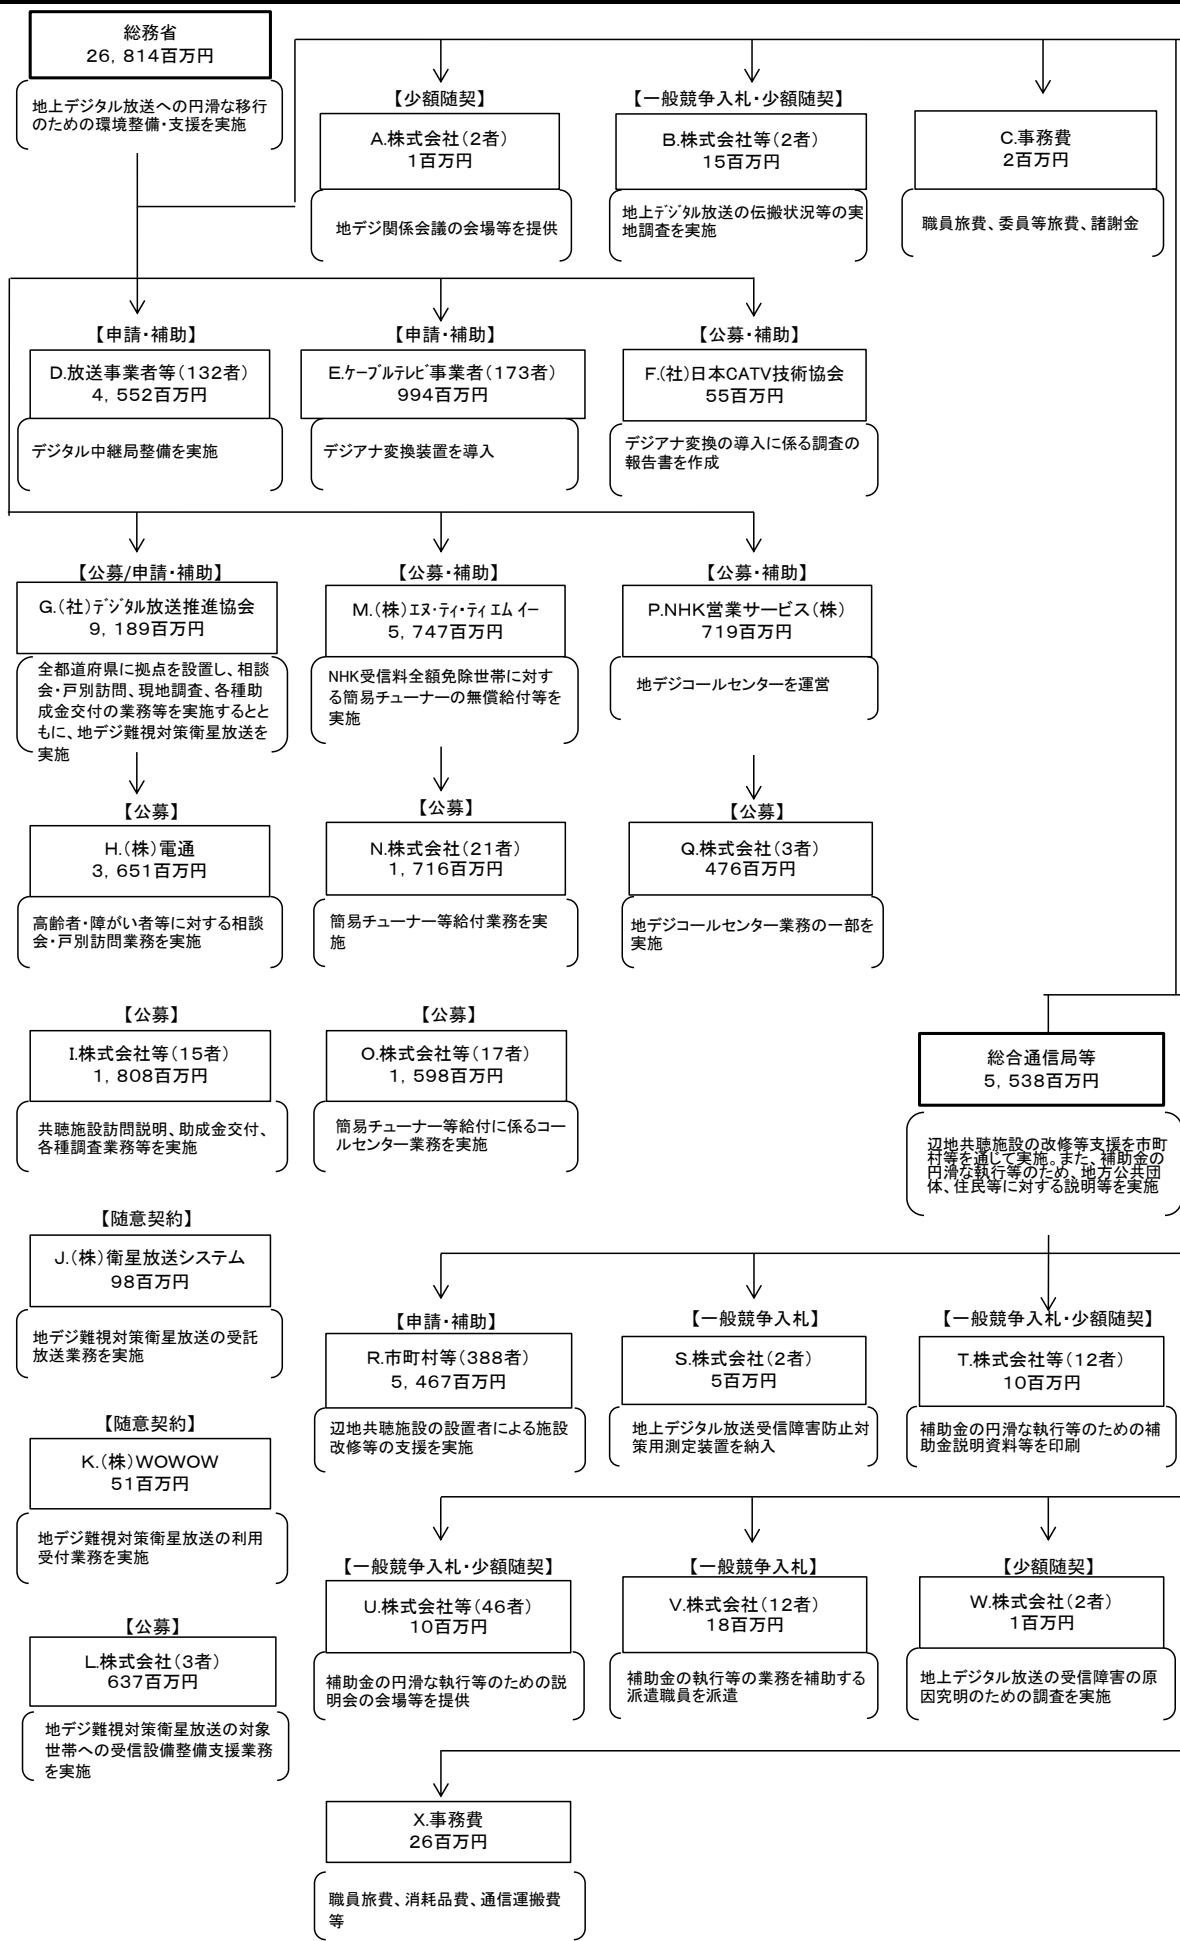 総務省
26，814百万円
地上デジタル放送への円滑な移行
のための環境整備・支援を実施
【少額随契】
A.株式会社（2者）
1百万円
地デジ関係会議の会場等を提供
【一般競争入札・少額随契】
B.株式会社等（2者）
15百万円
地上デジタル放送の伝搬状況等の実
地調査を実施
C.事務費
2百万円
職員旅費、委員等旅費、諸謝金
【申請・補助】
D.放送事業者等（132者）
4，552百万円
デジタル中継局整備を実施
【申請・補助】
E.ケーブルテレビ事業者（173者）
994百万円
デジアナ変換装置を導入
【公募・補助】
F.（社）日本CATV技術協会
55百万円
デジアナ変換の導入に係る調査の
報告書を作成
【公募/申請・補助】
G.（社）デジタル放送推進協会
9，189百万円
全都道府県に拠点を設置し、相談
会・戸別訪問、現地調査、各種助
成金交付の業務等を実施するとと
もに、地デジ難視対策衛星放送を
実施
【公募・補助】
M.（株）エヌ・ティ・ティ エム イー
5，747百万円
NHK受信料全額免除世帯に対す
る簡易チューナーの無償給付等を
実施
【公募・補助】
P.NHK営業サービス（株）
719百万円
地デジコールセンターを運営
【公募】
H.（株）電通
3，651百万円
高齢者・障がい者等に対する相談
会・戸別訪問業務を実施
【公募】
N.株式会社（21者）
1，716百万円
簡易チューナー等給付業務を実
施
【公募】
Q.株式会社（3者）
476百万円
地デジコールセンター業務の一部を
実施
【公募】
I.株式会社等（15者）
1，808百万円
共聴施設訪問説明、助成金交付、
各種調査業務等を実施
【公募】
O.株式会社等（17者）
1，598百万円
簡易チューナー等給付に係るコー
ルセンター業務を実施
総合通信局等
5，538百万円
辺地共聴施設の改修等支援を市町
村等を通じて実施。また、補助金の
円滑な執行等のため、地方公共団
体、住民等に対する説明等を実施
【随意契約】
J.（株）衛星放送システム
98百万円
地デジ難視対策衛星放送の受託
放送業務を実施
【申請・補助】
R.市町村等（388者）
5，467百万円
辺地共聴施設の設置者による施設
改修等の支援を実施
【一般競争入札】
S.株式会社（2者）
5百万円
地上デジタル放送受信障害防止対
策用測定装置を納入
【一般競争入札・少額随契】
T.株式会社等（12者）
10百万円
補助金の円滑な執行等のための補
助金説明資料等を印刷
【随意契約】
K.（株）WOWOW
51百万円
地デジ難視対策衛星放送の利用
受付業務を実施
【一般競争入札・少額随契】
U.株式会社等（46者）
10百万円
補助金の円滑な執行等のための説
明会の会場等を提供
【一般競争入札】
V.株式会社（12者）
18百万円
補助金の執行等の業務を補助する
派遣職員を派遣
【少額随契】
W.株式会社（2者）
1百万円
地上デジタル放送の受信障害の原
因究明のための調査を実施
【公募】
L.株式会社（3者）
637百万円
地デジ難視対策衛星放送の対象
世帯への受信設備整備支援業務
を実施
X.事務費
26百万円
職員旅費、消耗品費、通信運搬費
等